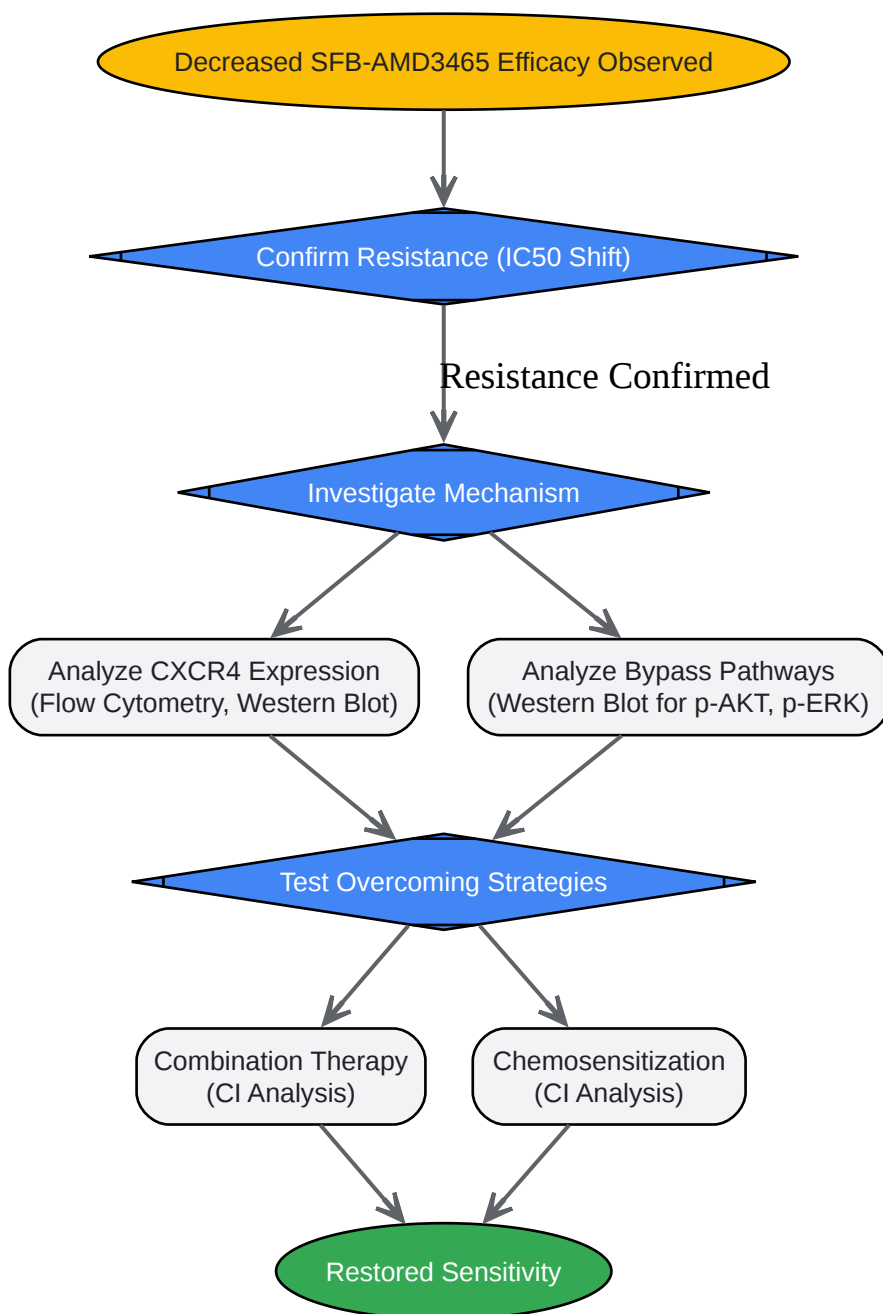 Decreased SFB-AMD3465 Efficacy Observed
Confirm Resistance (IC50 Shift)
Resistance Confirmed
Investigate Mechanism
Analyze CXCR4 Expression
(Flow Cytometry, Western Blot)
Analyze Bypass Pathways
(Western Blot for p-AKT, p-ERK)
Test Overcoming Strategies
Combination Therapy
(CI Analysis)
Chemosensitization
(CI Analysis)
Restored Sensitivity